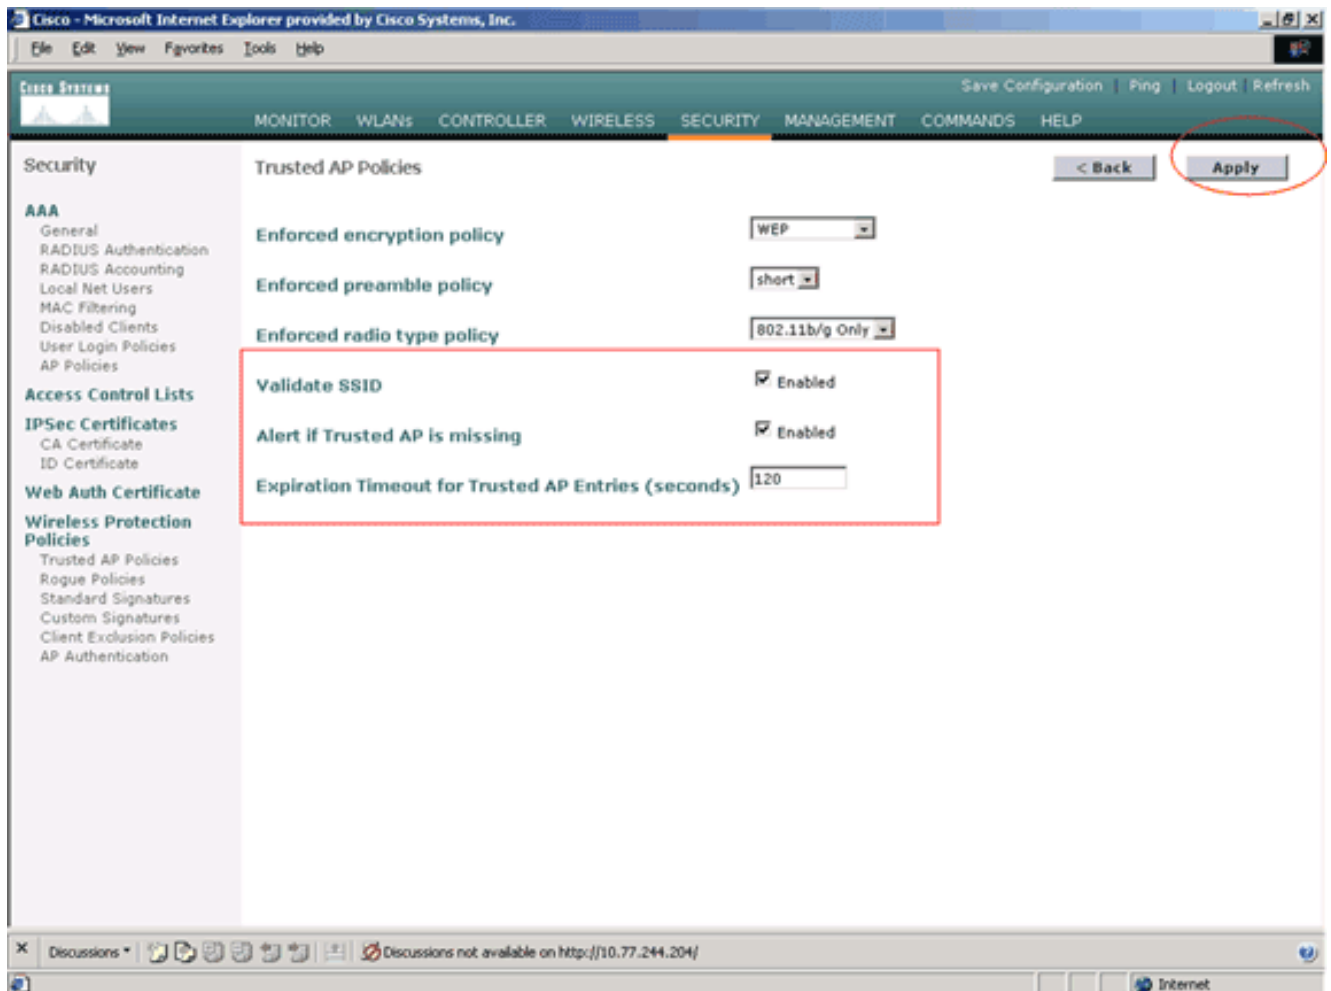 Cisco - Microsoft Internet Explorer provided by Cisco Systems, Inc.
File Edit View Favorites Tools Help
CISCO SYSTEMS
Save Configuration | Ping | Logout | Refresh
MONITOR WLANs CONTROLLER WIRELESS SECURITY MANAGEMENT COMMANDS HELP
Security
AAA
General
RADIUS Authentication
RADIUS Accounting
Local Net Users
MAC Filtering
Disabled Clients
User Login Policies
AP Policies
Access Control Lists
IPSec Certificates
CA Certificate
ID Certificate
Web Auth Certificate
Wireless Protection
Policies
Trusted AP Policies
Rogue Policies
Standard Signatures
Custom Signatures
Client Exclusion Policies
AP Authentication
Trusted AP Policies
< Back Apply
Enforced encryption policy WEP
Enforced preamble policy short
Enforced radio type policy 802.11b/g Only
Validate SSID Enabled
Alert if Trusted AP is missing Enabled
Expiration Timeout for Trusted AP Entries (seconds) 120
Discussions Discussions not available on http://10.77.244.204/
Internet